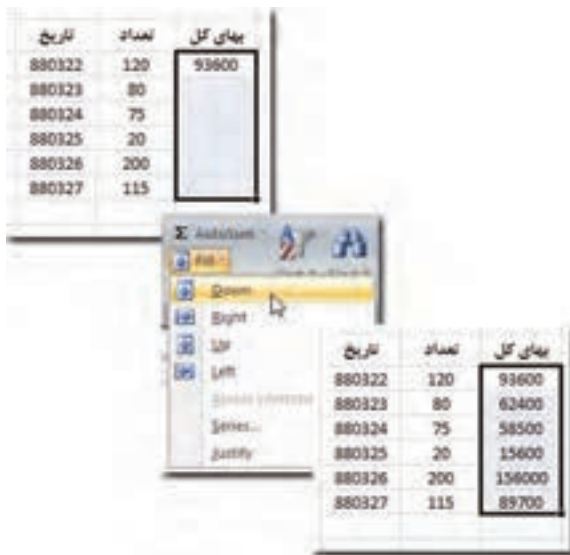 تاریخ تعداد بهای کل
880322 120 93600
880323 80
880324 75
880325 20
880326 200
880327 115
Σ AutoSum
Fill
Down
Right
Up
Left
Series...
Justify
تاریخ تعداد بهای کل
880322 120 93600
880323 80 62400
880324 75 58500
880325 20 15600
880326 200 156000
880327 115 89700